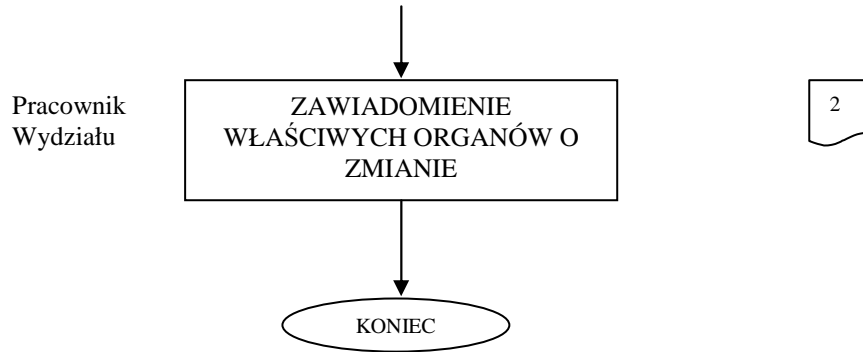 Pracownik
Wydziału
ZAWIADOMIENIE
WŁAŚCIWYCH ORGANÓW O
ZMIANIE
2
KONIEC